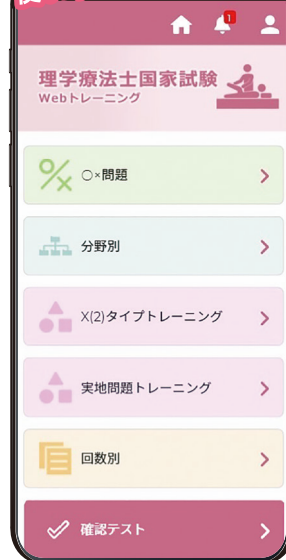 1
理学療法士国家試験
Webトレーニング
○×問題
分野別
X(2)タイプトレーニング
実地問題トレーニング
回数別
確認テスト